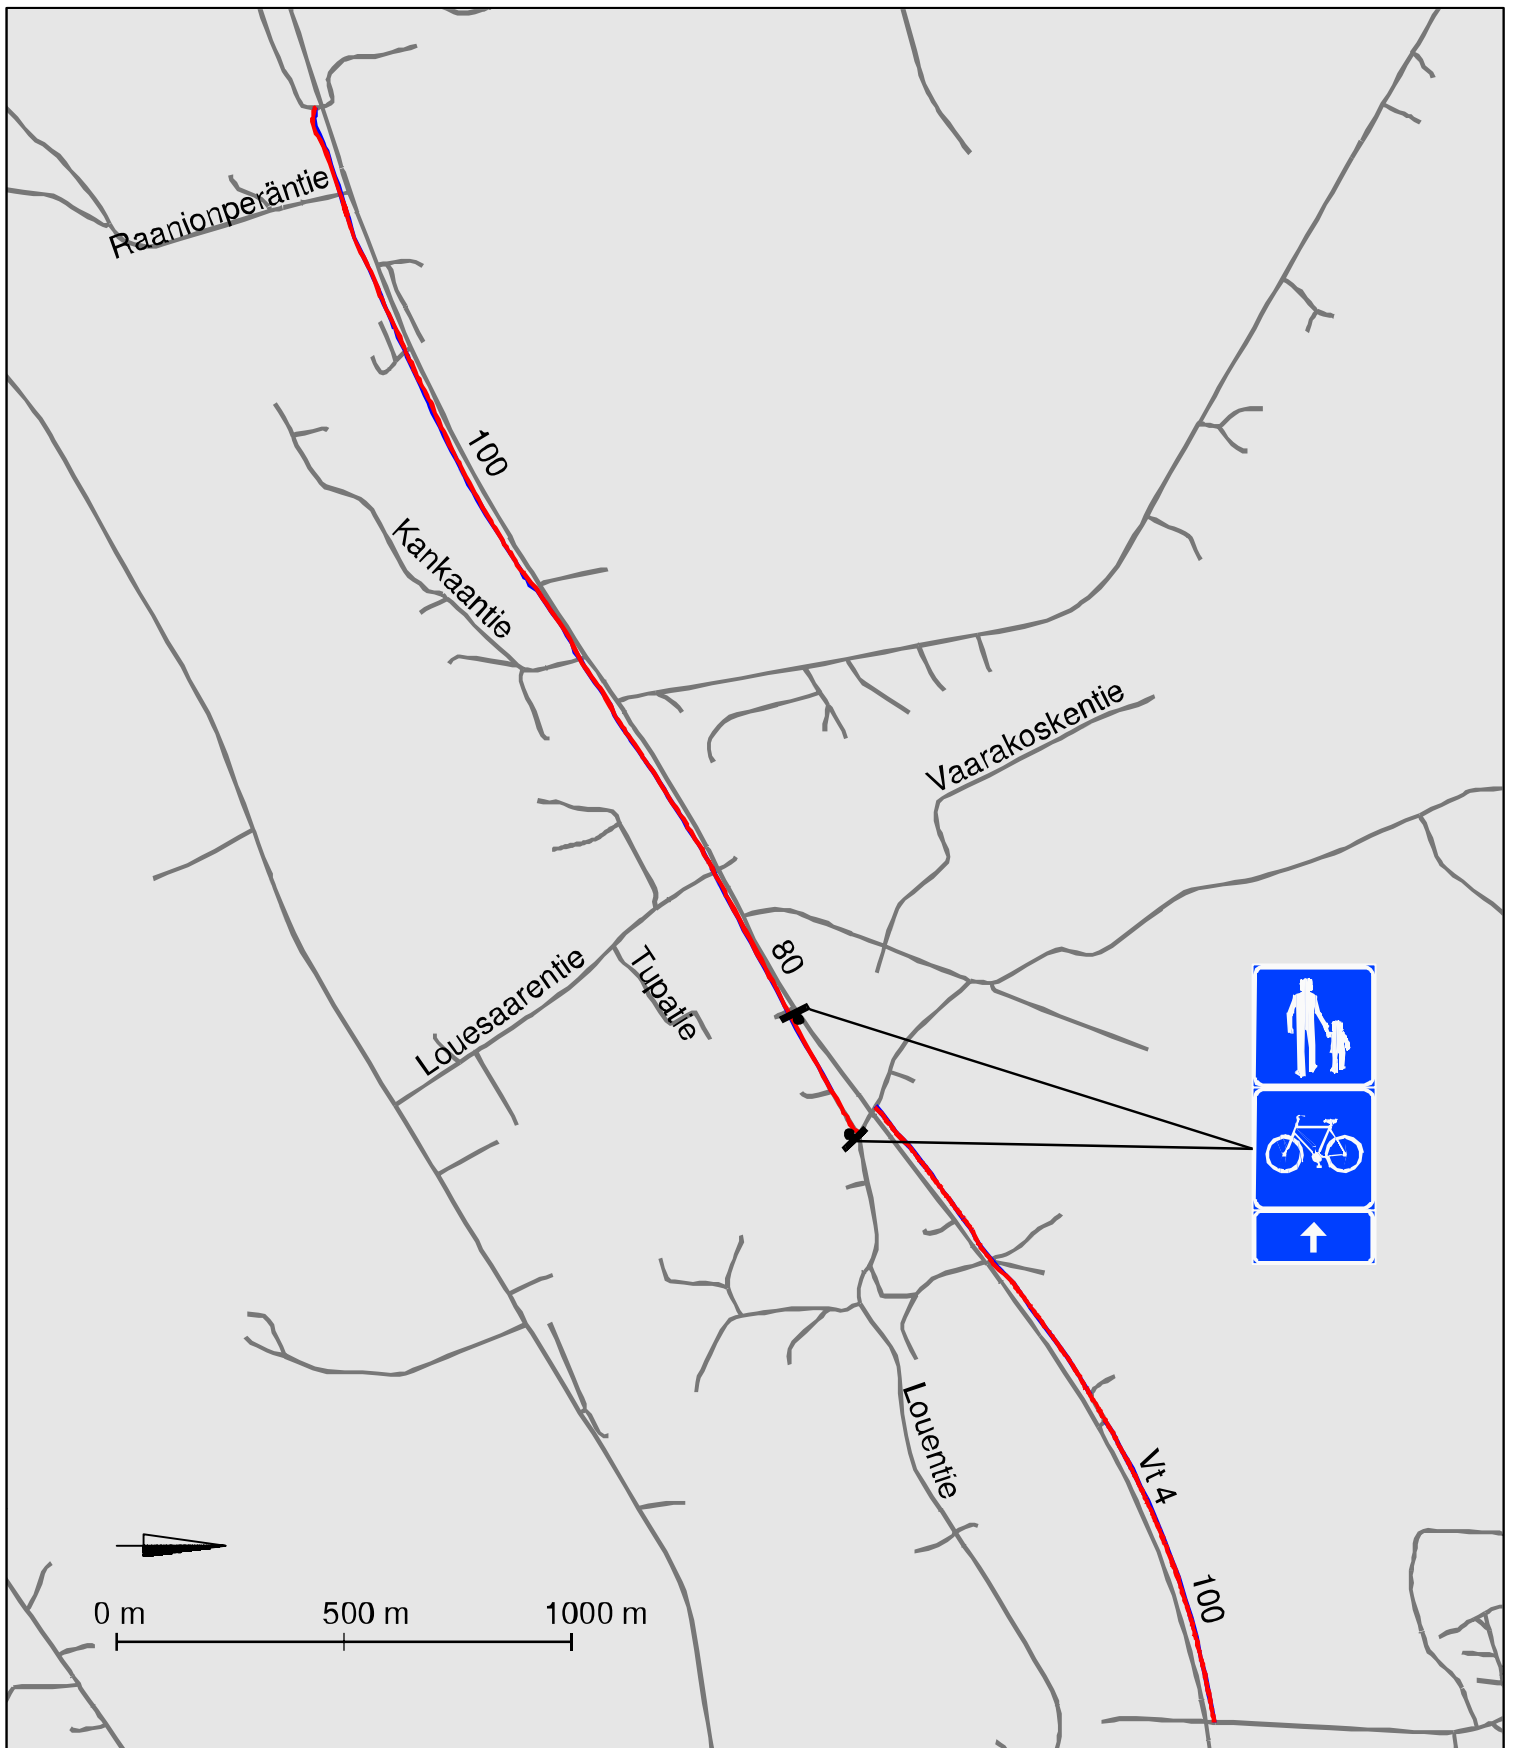 Raanionperäntie
100
Kankaantie
Vaarakoskentie
80
Louesaarentie
Tupatie
Louentie
Vt 4
100
0 m 500 m 1000 m